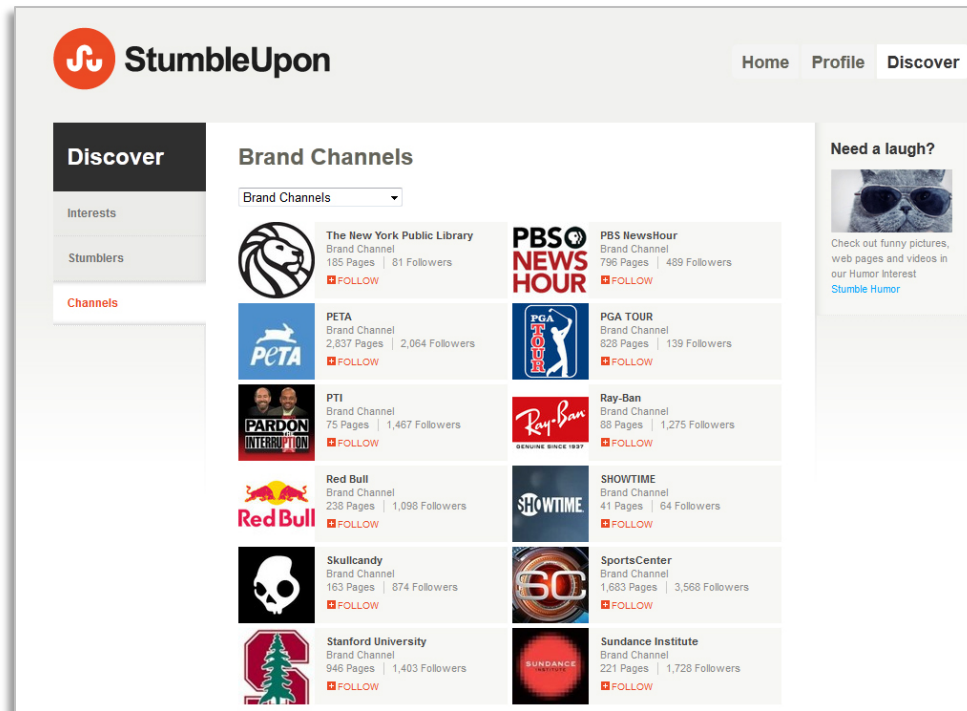 StumbleUpon
Home Profile Discover
Discover
Interests
Stumblers
Channels
Brand Channels
Brand Channels
The New York Public Library
Brand Channel
185 Pages | 81 Followers
FOLLOW
PBS
NEWS
HOUR
PBS NewsHour
Brand Channel
796 Pages | 489 Followers
FOLLOW
PeTA
PETA
Brand Channel
2,837 Pages | 2,064 Followers
FOLLOW
PGA
TOUR
PGA TOUR
Brand Channel
828 Pages | 139 Followers
FOLLOW
PARDON
THE
INTERRUPTION
PTI
Brand Channel
75 Pages | 1,467 Followers
FOLLOW
Ray-Ban
GENUINE SINCE 1937
Ray-Ban
Brand Channel
88 Pages | 1,275 Followers
FOLLOW
Red Bull
Red Bull
Brand Channel
238 Pages | 1,098 Followers
FOLLOW
SHOWTIME
SHOWTIME
Brand Channel
41 Pages | 64 Followers
FOLLOW
Skullcandy
Brand Channel
163 Pages | 874 Followers
FOLLOW
SC
SportsCenter
Brand Channel
1,683 Pages | 3,568 Followers
FOLLOW
S
Stanford University
Brand Channel
946 Pages | 1,403 Followers
FOLLOW
SUNDANCE
INSTITUTE
Sundance Institute
Brand Channel
221 Pages | 1,728 Followers
FOLLOW
Need a laugh?
Check out funny pictures,
web pages and videos in
our Humor Interest
Stumble Humor